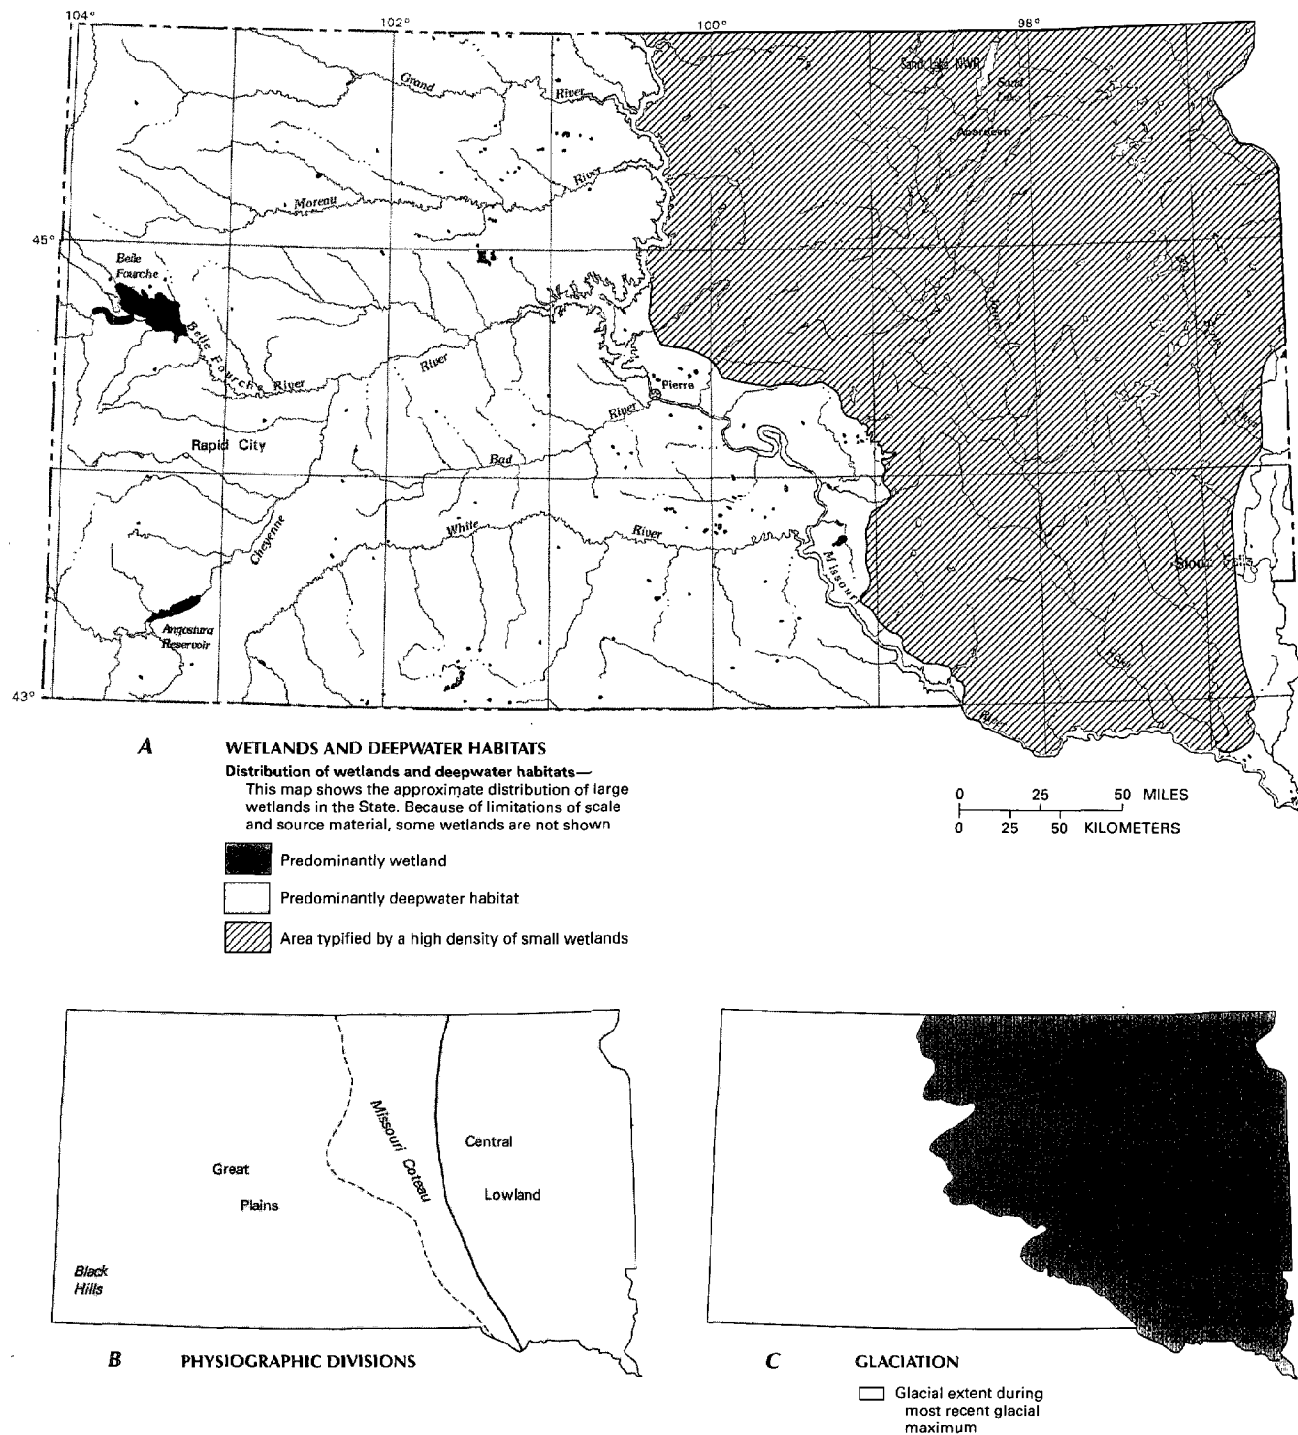 104°
102°
100°
98°
Grand
River
Sand Lake NWR
Sand
Lake
Aberdeen
River
Moreau
45°
Belle
Fourche
Belle Fourche River
River
Pierre
River
Rapid City
Bad
White
River
Cheyenne
Missouri
Sioux Falls
Angostura
Reservoir
43°
River
A WETLANDS AND DEEPWATER HABITATS
Distribution of wetlands and deepwater habitats—
This map shows the approximate distribution of large
wetlands in the State. Because of limitations of scale
and source material, some wetlands are not shown
0 25 50 MILES
0 25 50 KILOMETERS
Predominantly wetland
Predominantly deepwater habitat
Area typified by a high density of small wetlands
Missouri Coteau
Central
Lowland
Great
Plains
Black
Hills
B PHYSIOGRAPHIC DIVISIONS
C GLACIATION
Glacial extent during
most recent glacial
maximum